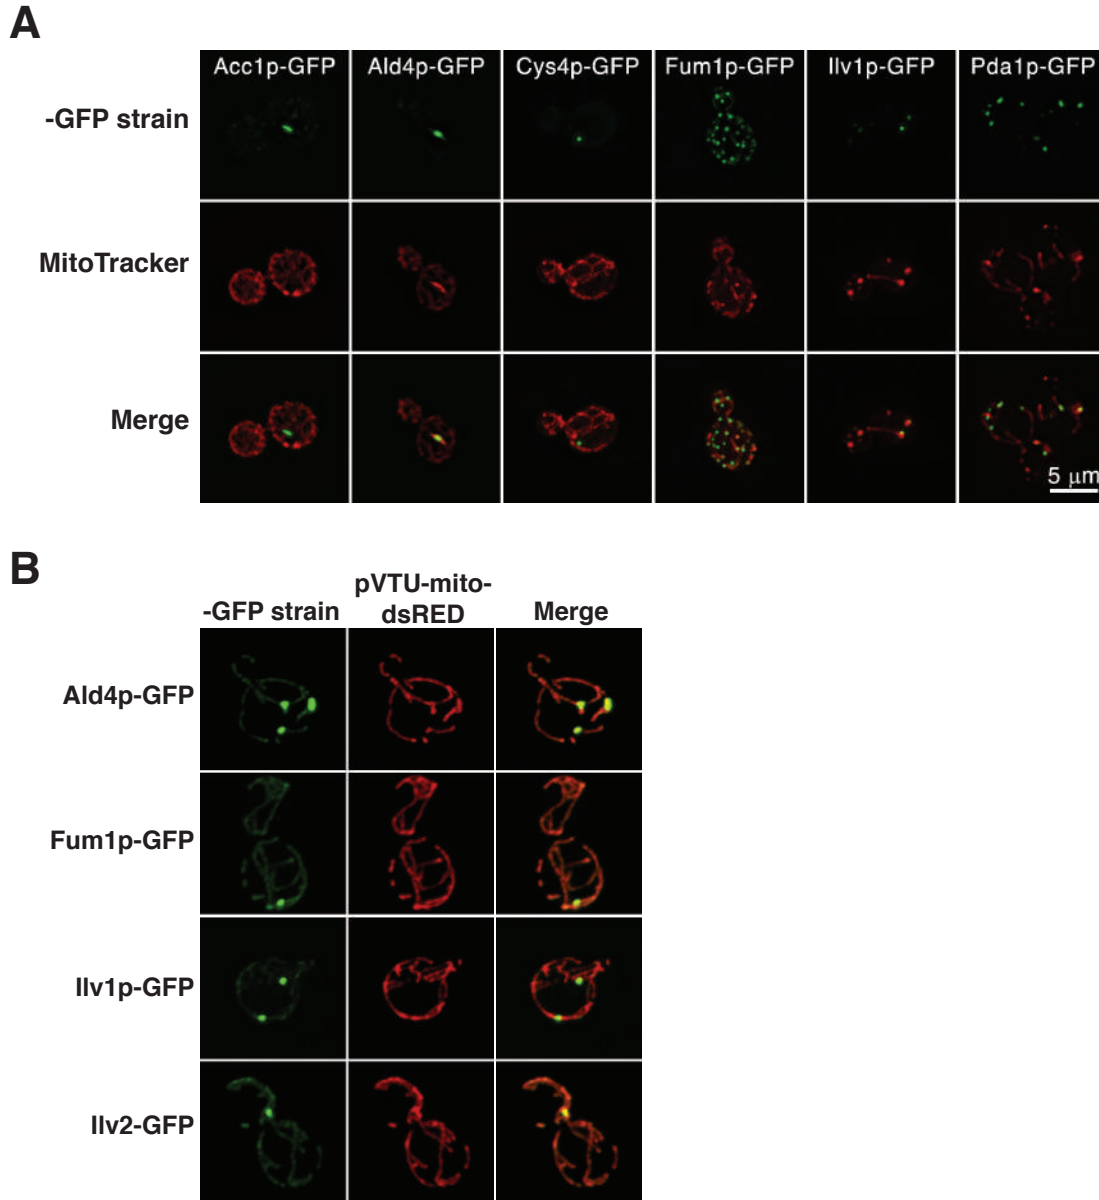 A
Acc1p-GFP Ald4p-GFP Cys4p-GFP Fum1p-GFP Ilv1p-GFP Pda1p-GFP
-GFP strain
MitoTracker
Merge
5 μm
B
-GFP strain pVTU-mito-dsRED Merge
Ald4p-GFP
Fum1p-GFP
Ilv1p-GFP
Ilv2-GFP